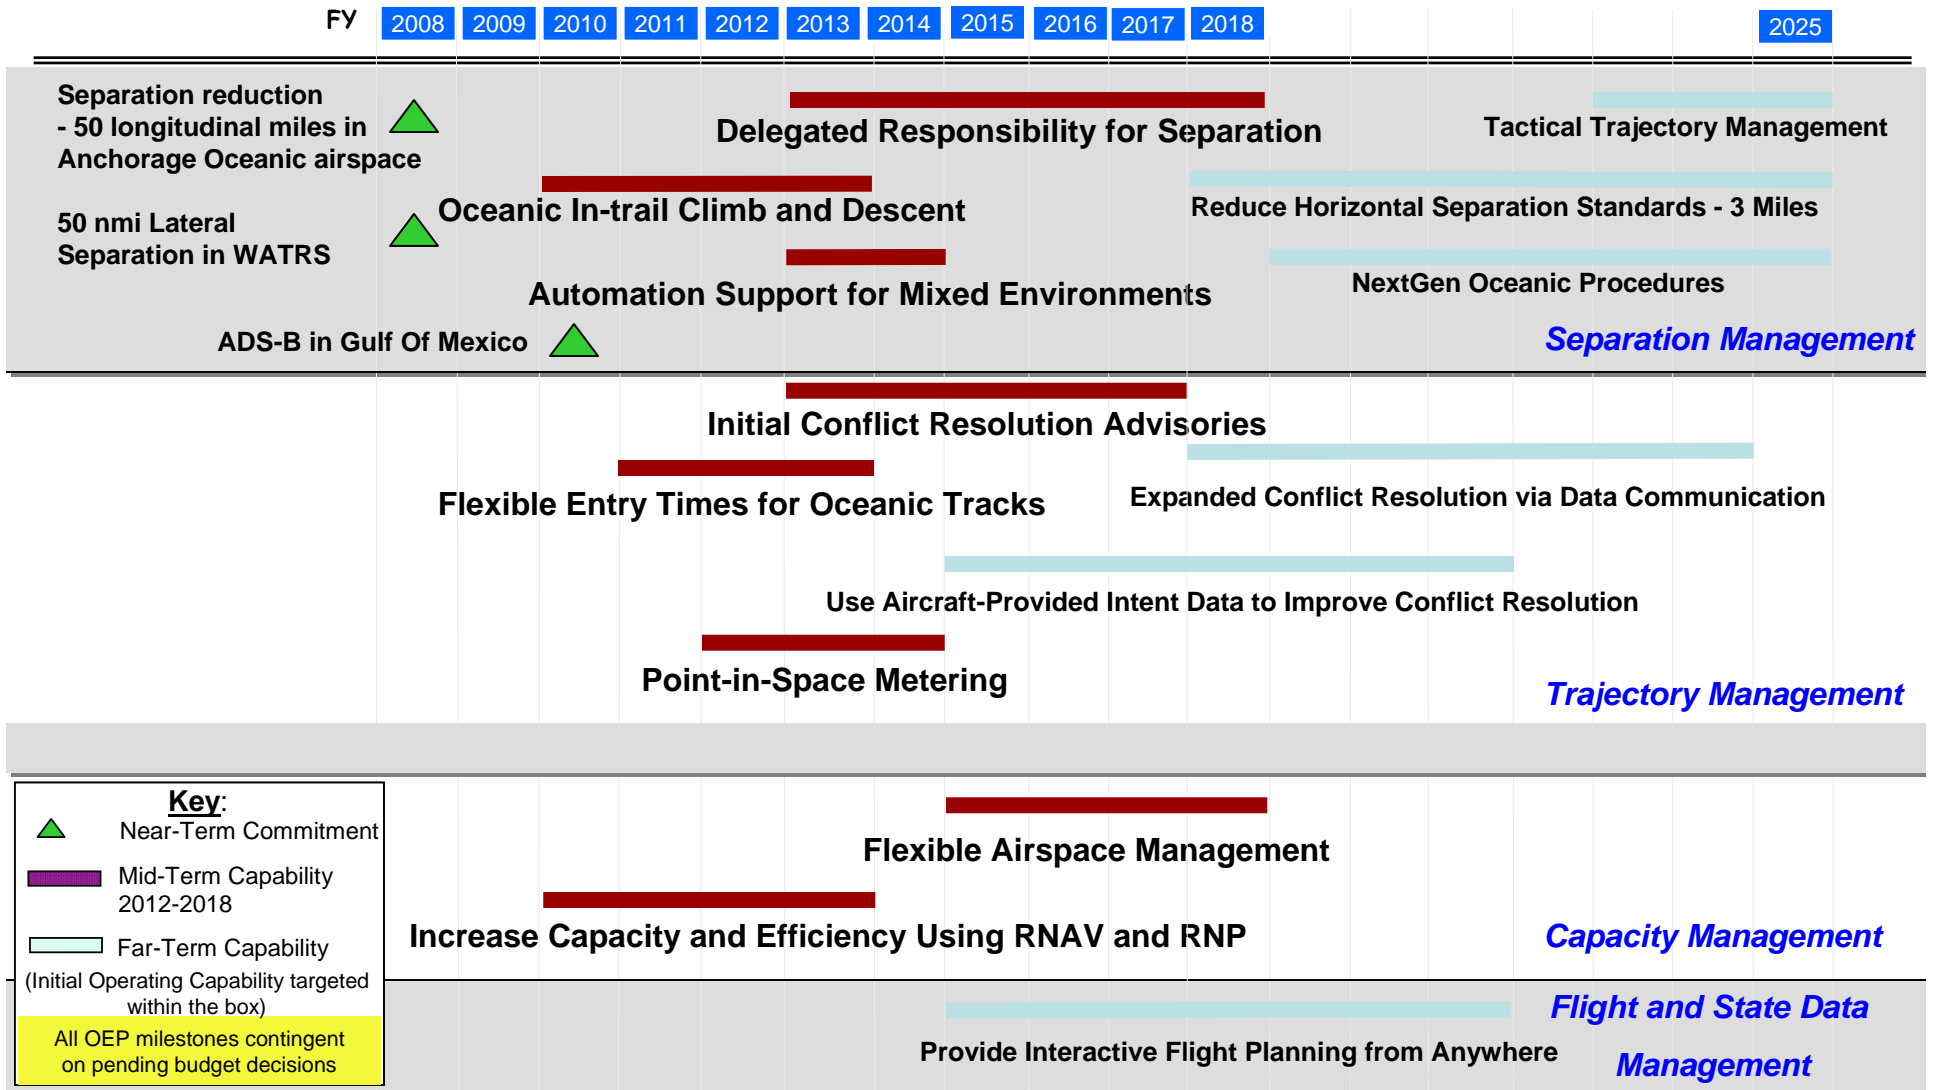 FY 2008 2009 2010 2011 2012 2013 2014 2015 2016 2017 2018 2025
Separation reduction
- 50 longitudinal miles in
Anchorage Oceanic airspace
Delegated Responsibility for Separation
Tactical Trajectory Management
Oceanic In-trail Climb and Descent
Reduce Horizontal Separation Standards - 3 Miles
50 nmi Lateral
Separation in WATRS
Automation Support for Mixed Environments
NextGen Oceanic Procedures
ADS-B in Gulf Of Mexico
Separation Management
Initial Conflict Resolution Advisories
Flexible Entry Times for Oceanic Tracks
Expanded Conflict Resolution via Data Communication
Use Aircraft-Provided Intent Data to Improve Conflict Resolution
Point-in-Space Metering
Trajectory Management
Key:
Near-Term Commitment
Mid-Term Capability
2012-2018
Far-Term Capability
(Initial Operating Capability targeted
within the box)
All OEP milestones contingent
on pending budget decisions
Flexible Airspace Management
Increase Capacity and Efficiency Using RNAV and RNP
Capacity Management
Provide Interactive Flight Planning from Anywhere
Flight and State Data
Management